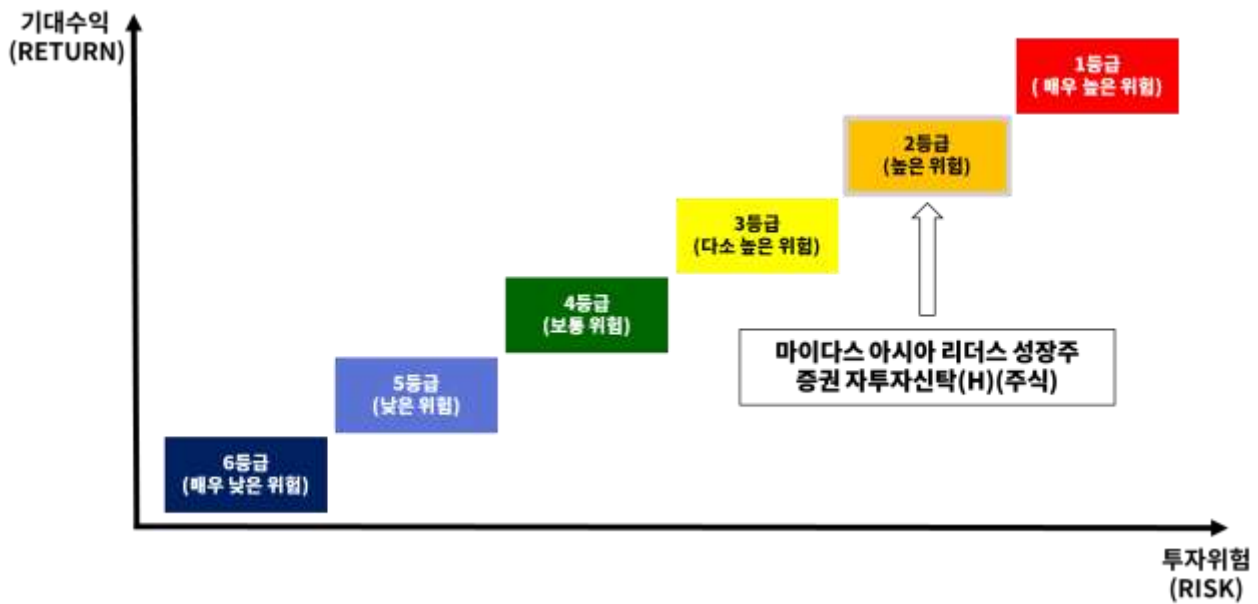 기대수익
(RETURN)
1등급
( 매우 높은 위험)
2등급
(높은 위험)
3등급
(다소 높은 위험)
4등급
(보통 위험)
마이다스 아시아 리더스 성장주
증권 자투자신탁(H)(주식)
5등급
(낮은 위험)
6등급
(매우 낮은 위험)
투자위험
(RISK)